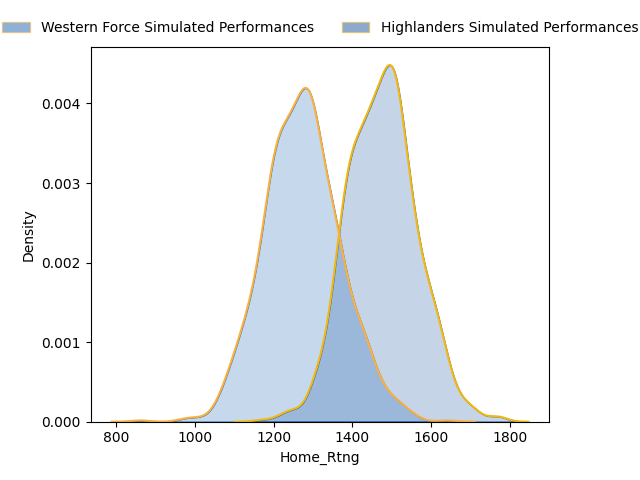 Western Force Simulated Performances Highlanders Simulated Performances
0.004
0.003
0.002
0.001
0.000
Density
800 1000 1200 1400 1600 1800
Home_Rtng